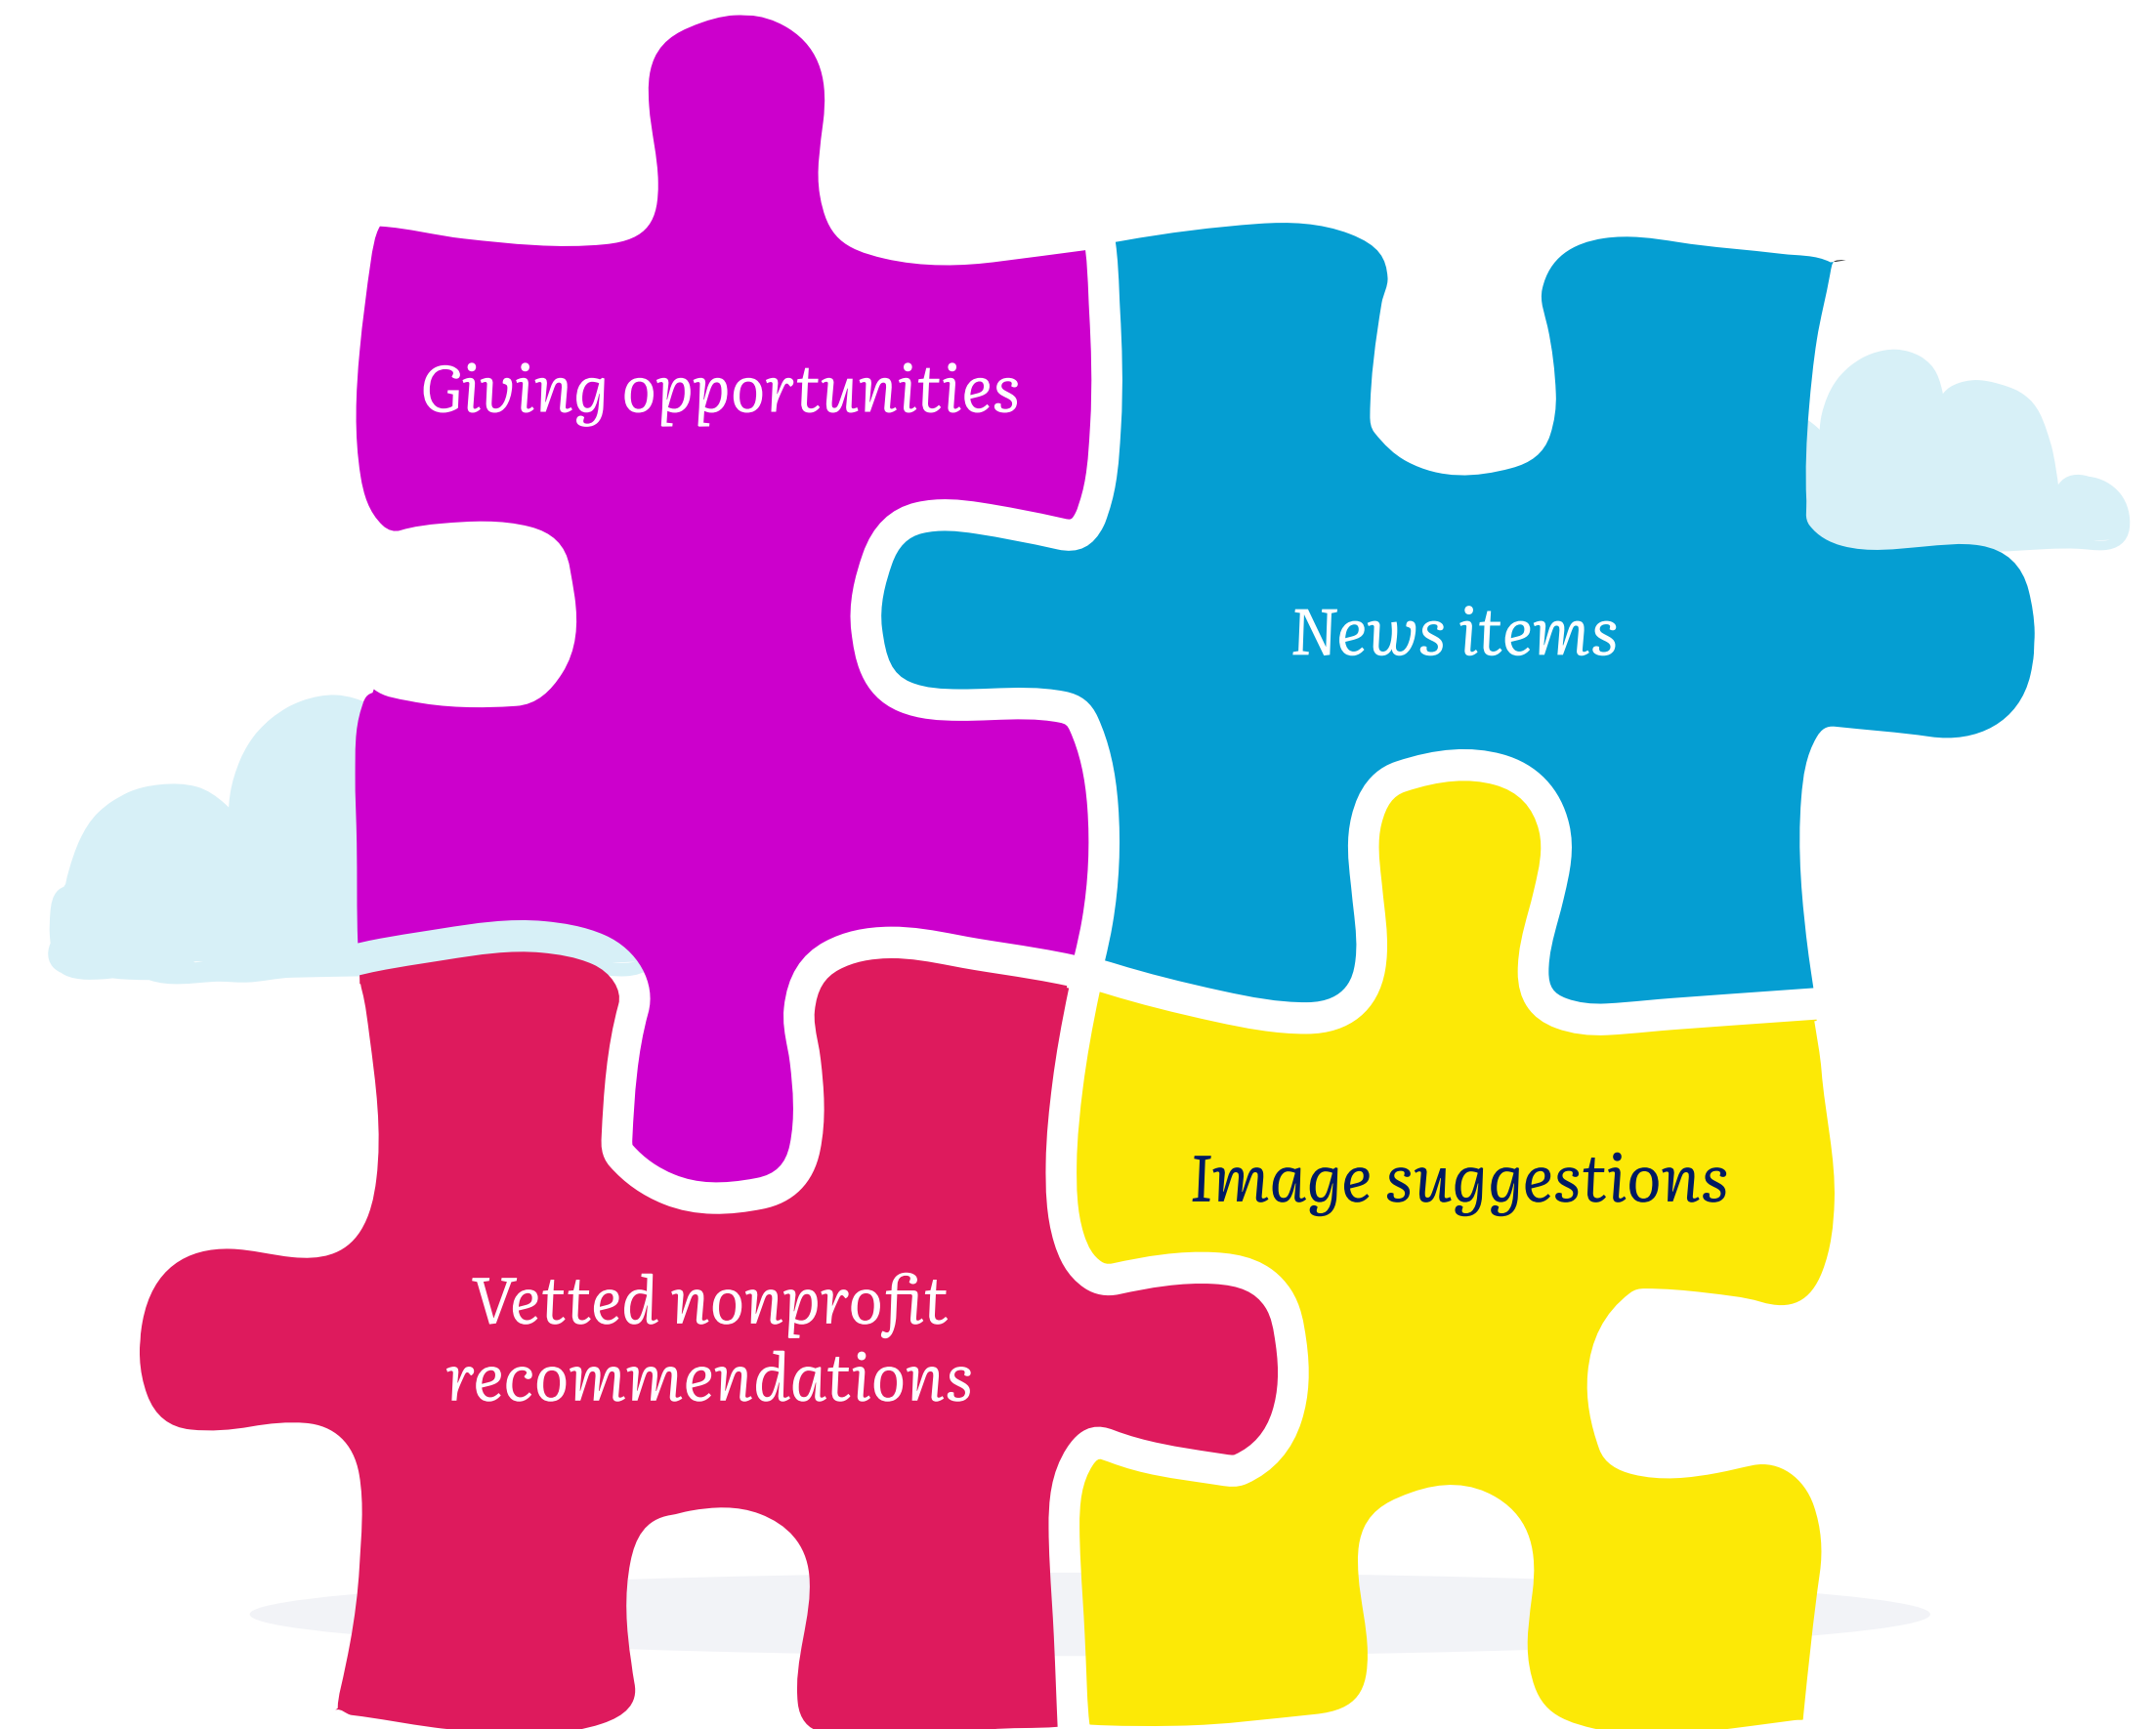 Giving opportunities
News items
Image suggestions
Vetted nonprofit
recommendations